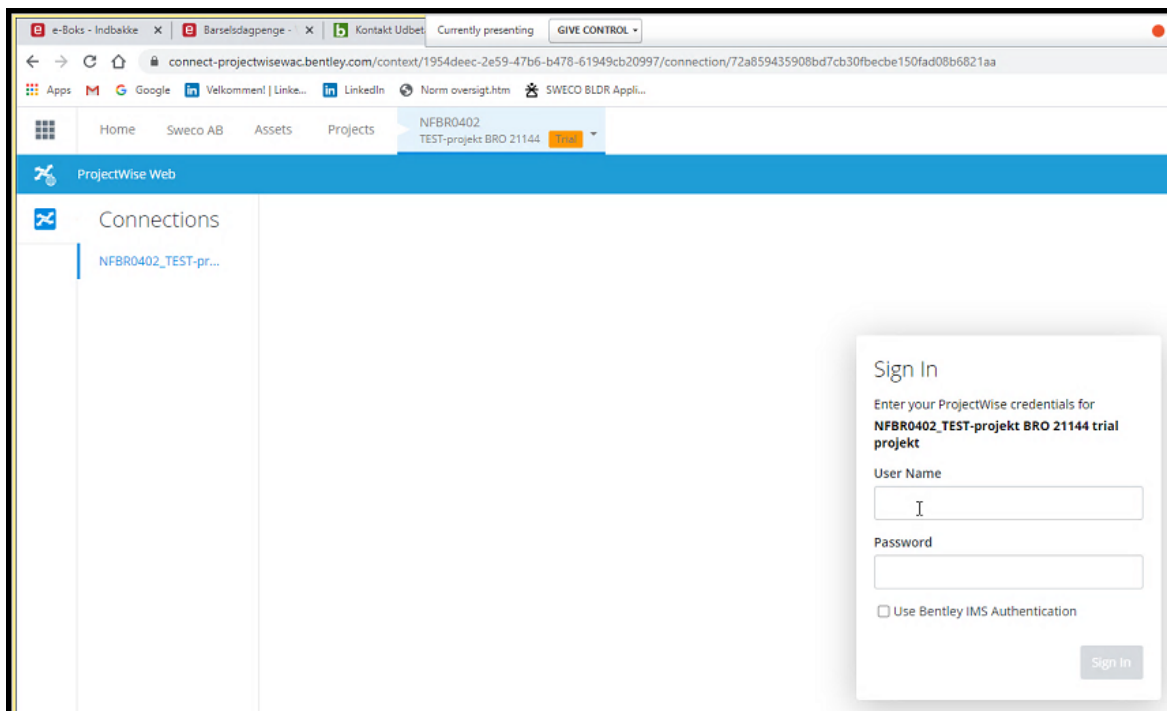 e-Boks - Indbakke
Barselsdagpenge -
Kontakt Udbet
Currently presenting
GIVE CONTROL
connect-projectwisewac.bentley.com/context/1954deec-2e59-47b6-b478-61949cb20997/connection/72a859435908bd7cb30fbecbe150fad08b6821aa
Apps
Google
Velkommen! | Linke...
LinkedIn
Norm oversigt.htm
SWECO BLDR Appli...
Home
Sweco AB
Assets
Projects
NFBR0402
TEST-projekt BRO 21144
Trial
ProjectWise Web
Connections
NFBR0402_TEST-pr...
Sign In
Enter your ProjectWise credentials for
NFBR0402_TEST-projekt BRO 21144 trial
projekt
User Name
Password
Use Bentley IMS Authentication
Sign In